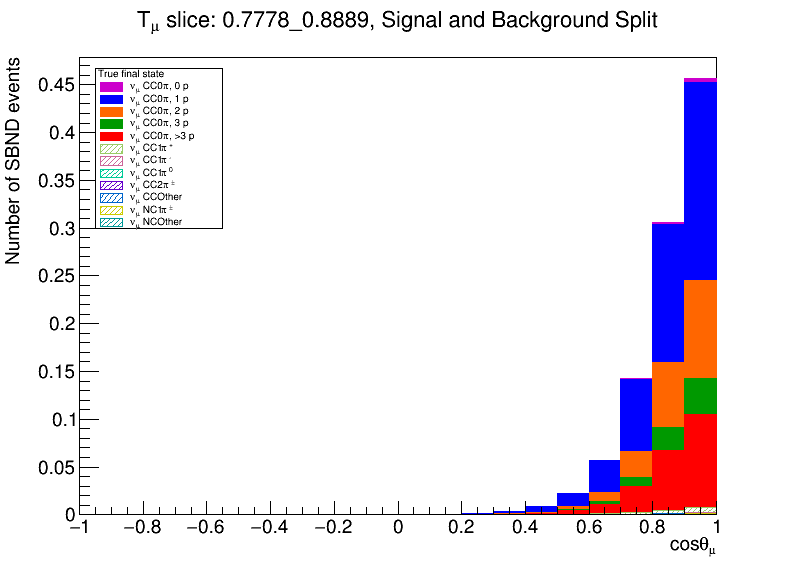 Tμ slice: 0.7778_0.8889, Signal and Background Split
Number of SBND events
True final state
νμ CC0π, 0 p
νμ CC0π, 1 p
νμ CC0π, 2 p
νμ CC0π, 3 p
νμ CC0π, >3 p
νμ CC1π⁺
νμ CC1π⁻
νμ CC1π⁰
νμ CC2π±
νμ CCOther
νμ NC1π±
νμ NCOther
0.45
0.4
0.35
0.3
0.25
0.2
0.15
0.1
0.05
0
−1 −0.8 −0.6 −0.4 −0.2 0 0.2 0.4 0.6 0.8 1
cosθμ